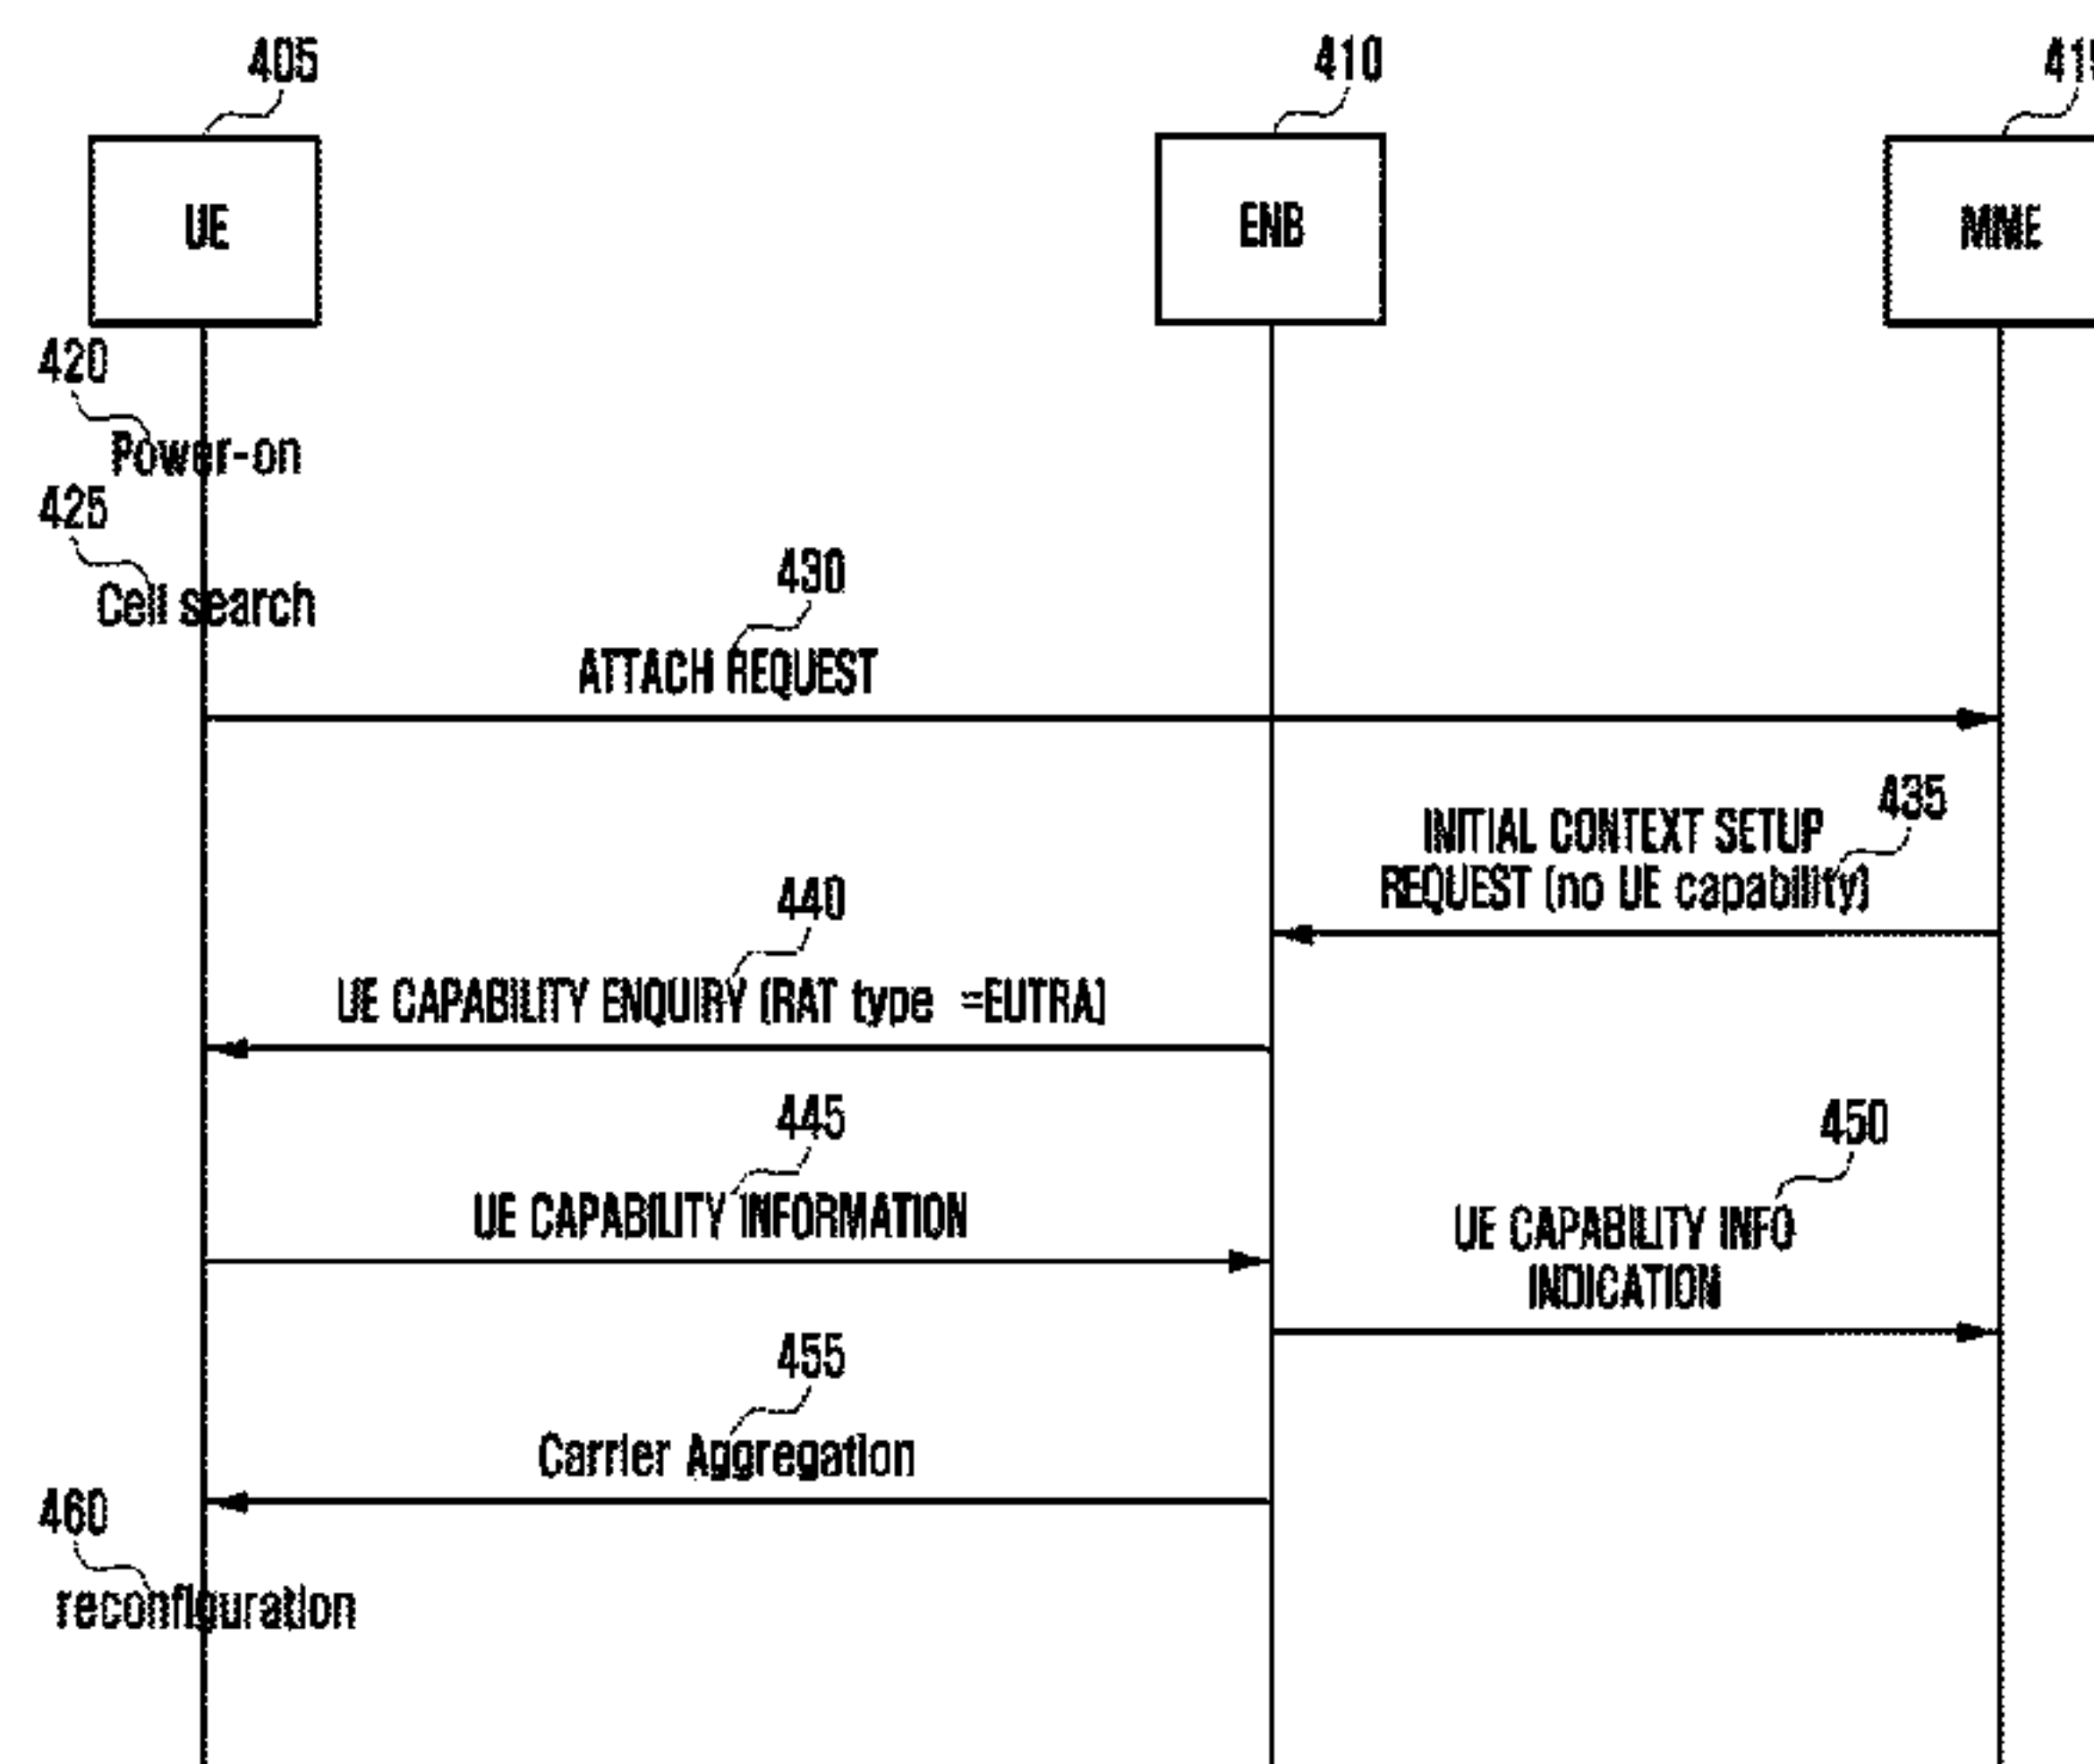 405
410
UE
ENB
MME
420
Power-on
425
Cell search
430
ATTACH REQUEST
435
INITIAL CONTEXT SETUP
REQUEST (no UE capability)
440
UE CAPABILITY ENQUIRY (RAT type =EUTRA)
445
UE CAPABILITY INFORMATION
450
UE CAPABILITY INFO
INDICATION
455
Carrier Aggregation
460
reconfiguration